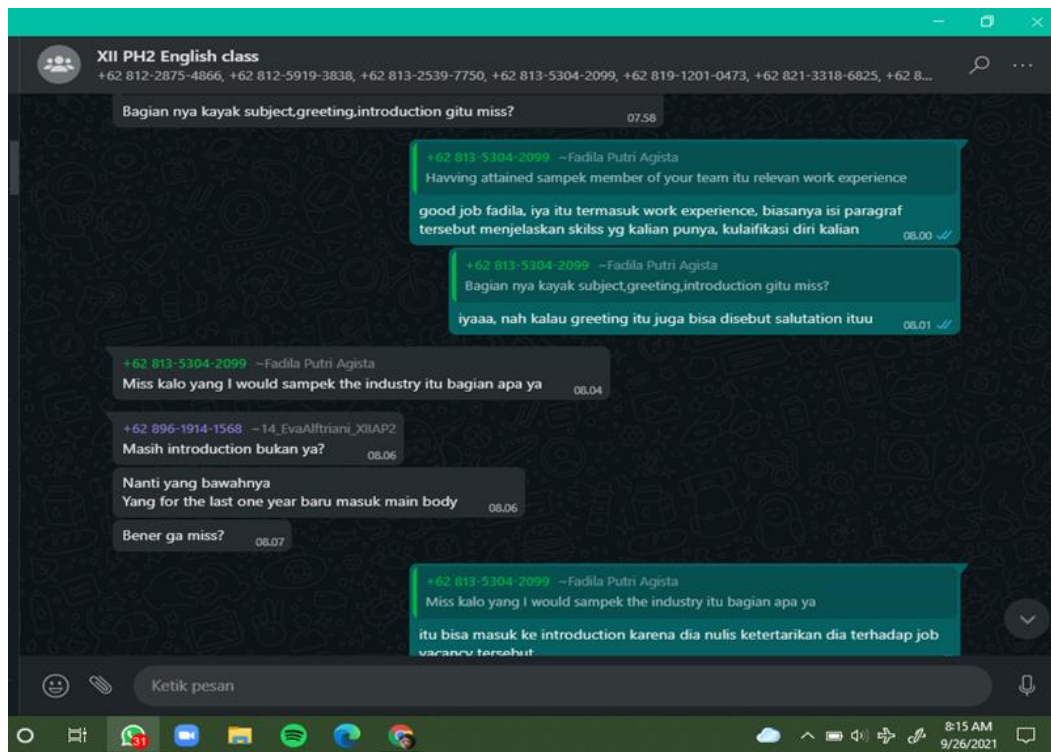 XII PH2 English class
+62 812-2875-4866, +62 812-5919-3838, +62 813-2539-7750, +62 813-5304-2099, +62 819-1201-0473, +62 821-3318-6825, +62 8...
Bagian nya kayak subject,greeting,introduction gitu miss?
07.58
+62 813-5304-2099 ~Fadila Putri Agista
Havving attained sampek member of your team itu relevan work experience
good job fadila, iya itu termasuk work experience, biasanya isi paragraf
tersebut menjelaskan skilss yg kalian punya, kulaifikasi diri kalian 08.00
+62 813-5304-2099 ~Fadila Putri Agista
Bagian nya kayak subject,greeting,introduction gitu miss?
iyaaa, nah kalau greeting itu juga bisa disebut salutation ituu 08.01
+62 813-5304-2099 ~Fadila Putri Agista
Miss kalo yang I would sampek the industry itu bagian apa ya 08.04
+62 896-1914-1568 ~14_EvaAlftriani_XIIAP2
Masih introduction bukan ya? 08.06
Nanti yang bawahnya
Yang for the last one year baru masuk main body 08.06
Bener ga miss? 08.07
+62 813-5304-2099 ~Fadila Putri Agista
Miss kalo yang I would sampek the industry itu bagian apa ya
itu bisa masuk ke introduction karena dia nulis ketertarikan dia terhadap job
vacancy tersebut
Ketik pesan
31
8:15 AM
9/26/2021